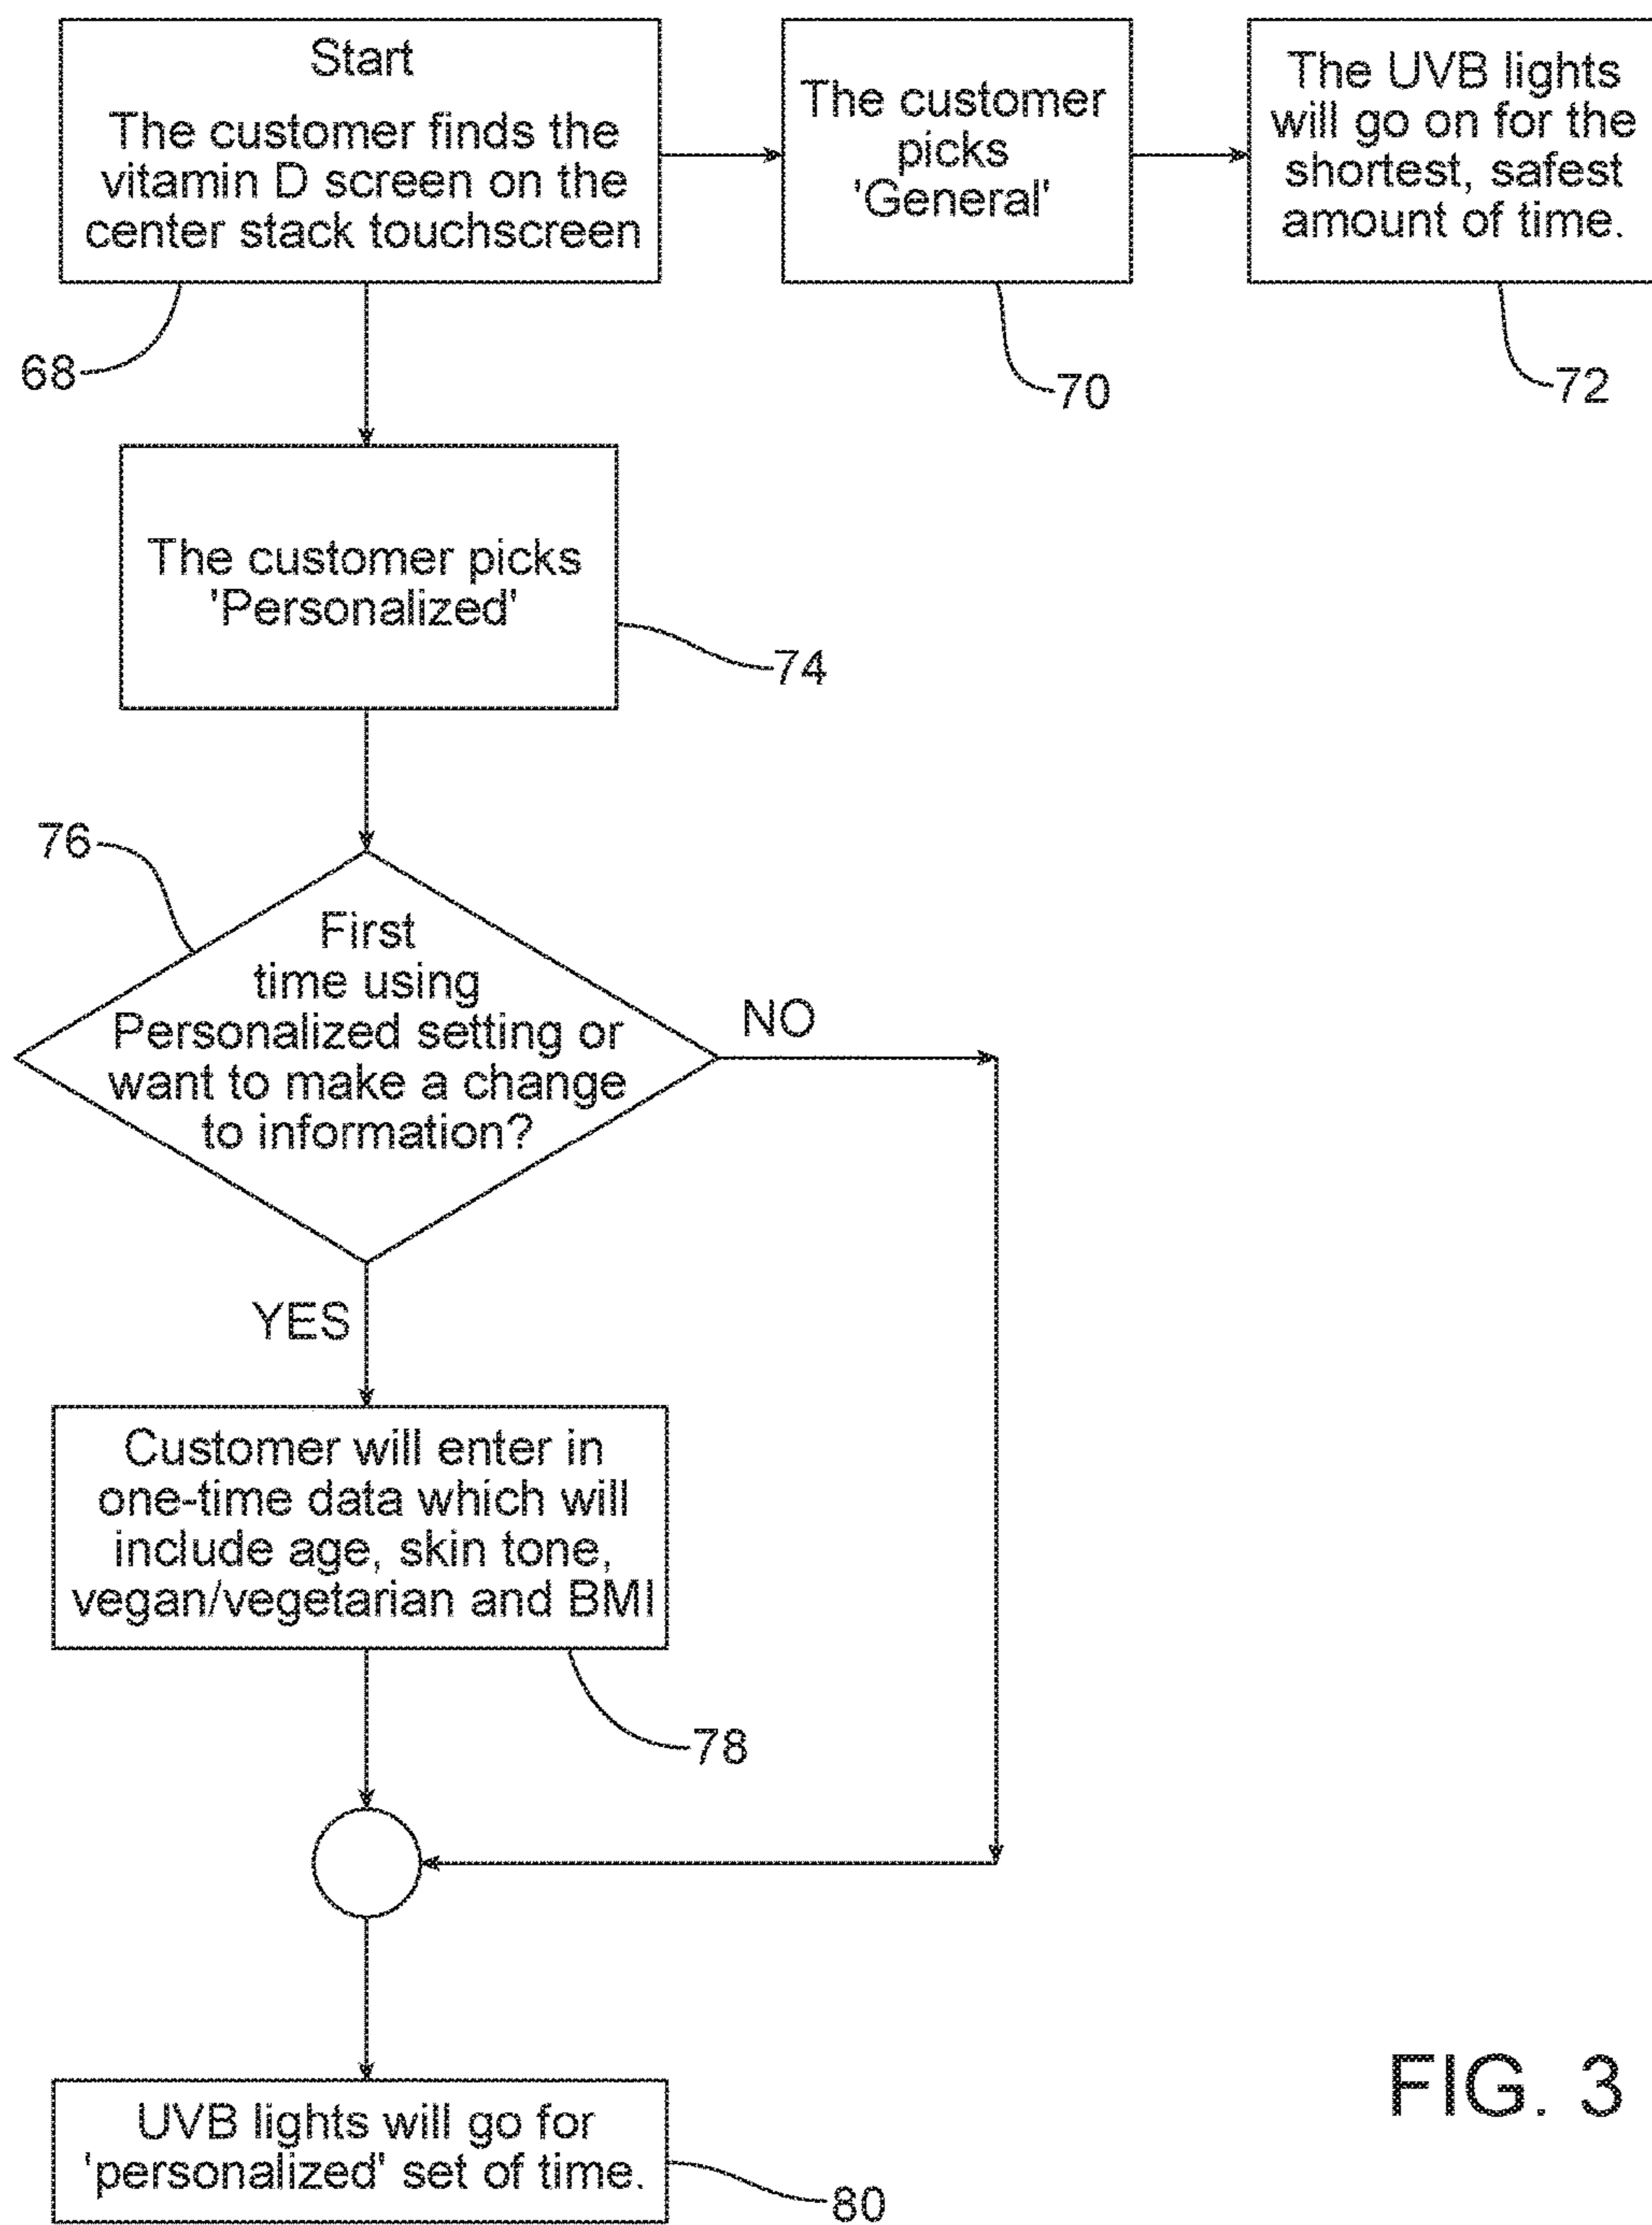 Start
The customer finds the
vitamin D screen on the
center stack touchscreen
68
The customer
picks
'General'
70
The UVB lights
will go on for the
shortest, safest
amount of time.
72
The customer picks
'Personalized'
74
76
First
time using
Personalized setting or
want to make a change
to information?
NO
YES
Customer will enter in
one-time data which will
include age, skin tone,
vegan/vegetarian and BMI
78
UVB lights will go for
'personalized' set of time.
80
FIG. 3